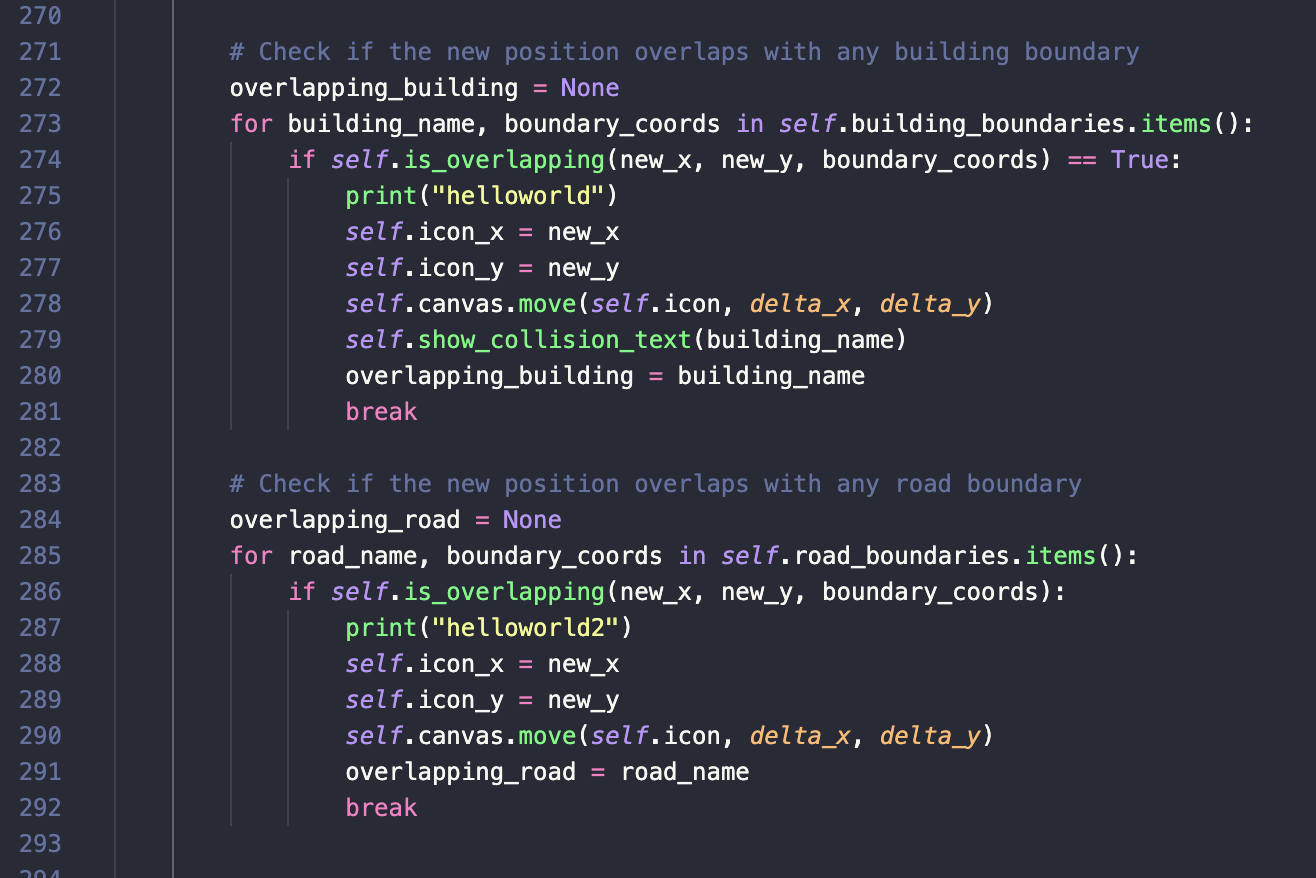 270
271 # Check if the new position overlaps with any building boundary
272 overlapping_building = None
273 for building_name, boundary_coords in self.building_boundaries.items():
274 if self.is_overlapping(new_x, new_y, boundary_coords) == True:
275 print("helloworld")
276 self.icon_x = new_x
277 self.icon_y = new_y
278 self.canvas.move(self.icon, delta_x, delta_y)
279 self.show_collision_text(building_name)
280 overlapping_building = building_name
281 break
282
283 # Check if the new position overlaps with any road boundary
284 overlapping_road = None
285 for road_name, boundary_coords in self.road_boundaries.items():
286 if self.is_overlapping(new_x, new_y, boundary_coords):
287 print("helloworld2")
288 self.icon_x = new_x
289 self.icon_y = new_y
290 self.canvas.move(self.icon, delta_x, delta_y)
291 overlapping_road = road_name
292 break
293